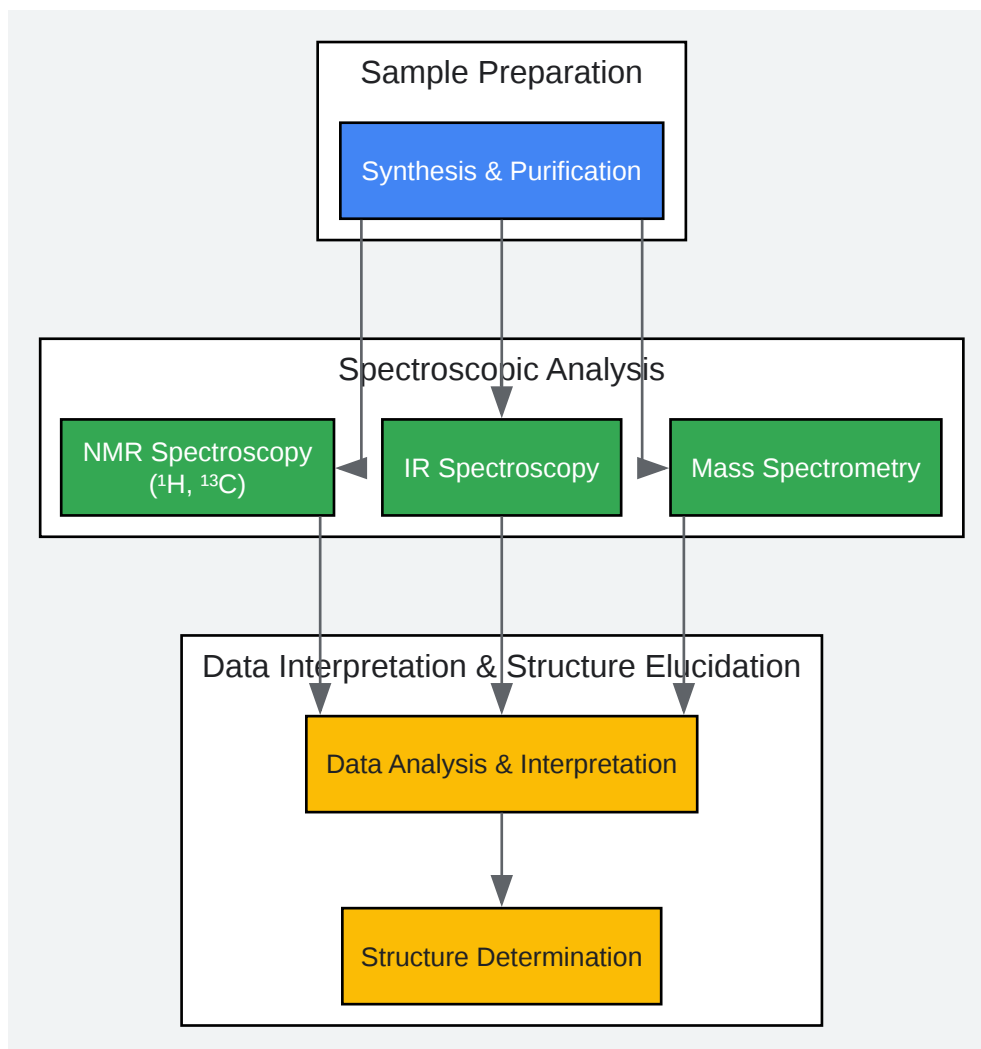 Sample Preparation
Synthesis & Purification
Spectroscopic Analysis
NMR Spectroscopy
(¹H, ¹³C)
IR Spectroscopy
Mass Spectrometry
Data Interpretation & Structure Elucidation
Data Analysis & Interpretation
Structure Determination